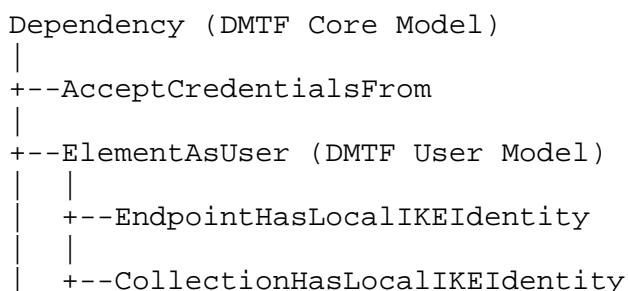 Dependency (DMTF Core Model)
|
+--AcceptCredentialsFrom
|
+--ElementAsUser (DMTF User Model)
|  |
|  +--EndpointHasLocalIKEIdentity
|  |
|  +--CollectionHasLocalIKEIdentity